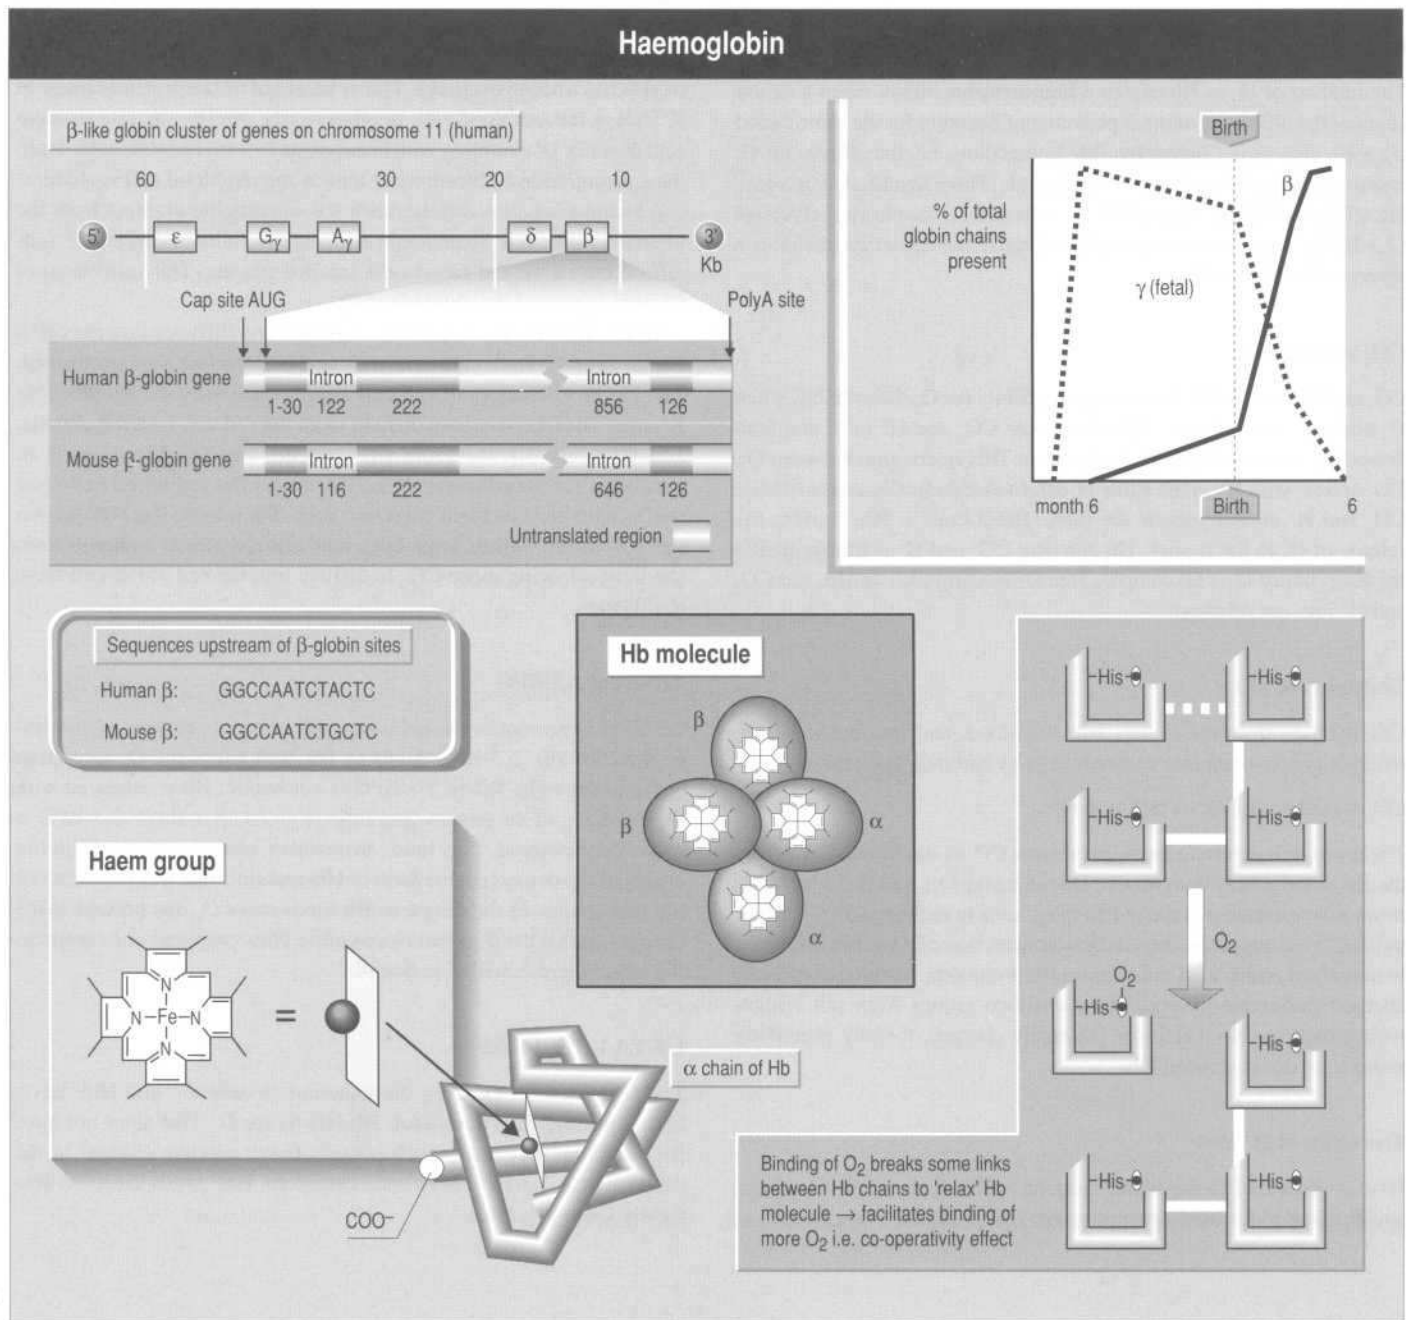 Haemoglobin
β-like globin cluster of genes on chromosome 11 (human)
60 30 20 10
5' ε Gγ Aγ δ β 3'
Kb
Cap site AUG PolyA site
Human β-globin gene Intron Intron
1-30 122 222 856 126
Mouse β-globin gene Intron Intron
1-30 116 222 646 126
Untranslated region
Birth
% of total
globin chains
present
β
γ (fetal)
month 6 Birth 6
Sequences upstream of β-globin sites
Human β: GGCCAATCTACTC
Mouse β: GGCCAATCTGCTC
Hb molecule
β
β α
α
Haem group
N
N Fe N
N
=
α chain of Hb
COO−
His His
His His
O2
O2
His
His
His His
Binding of O2 breaks some links
between Hb chains to 'relax' Hb
molecule → facilitates binding of
more O2 i.e. co-operativity effect